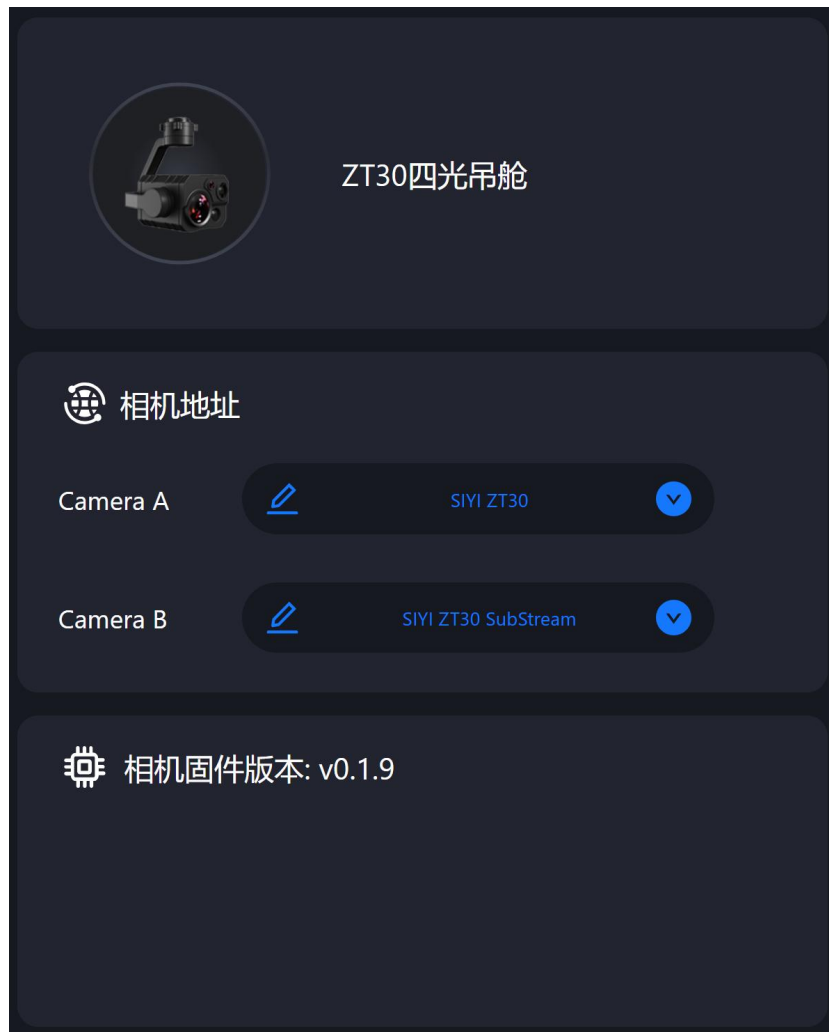 ZT30四光吊舱
相机地址
Camera A
SIYI ZT30
Camera B
SIYI ZT30 SubStream
相机固件版本: v0.1.9